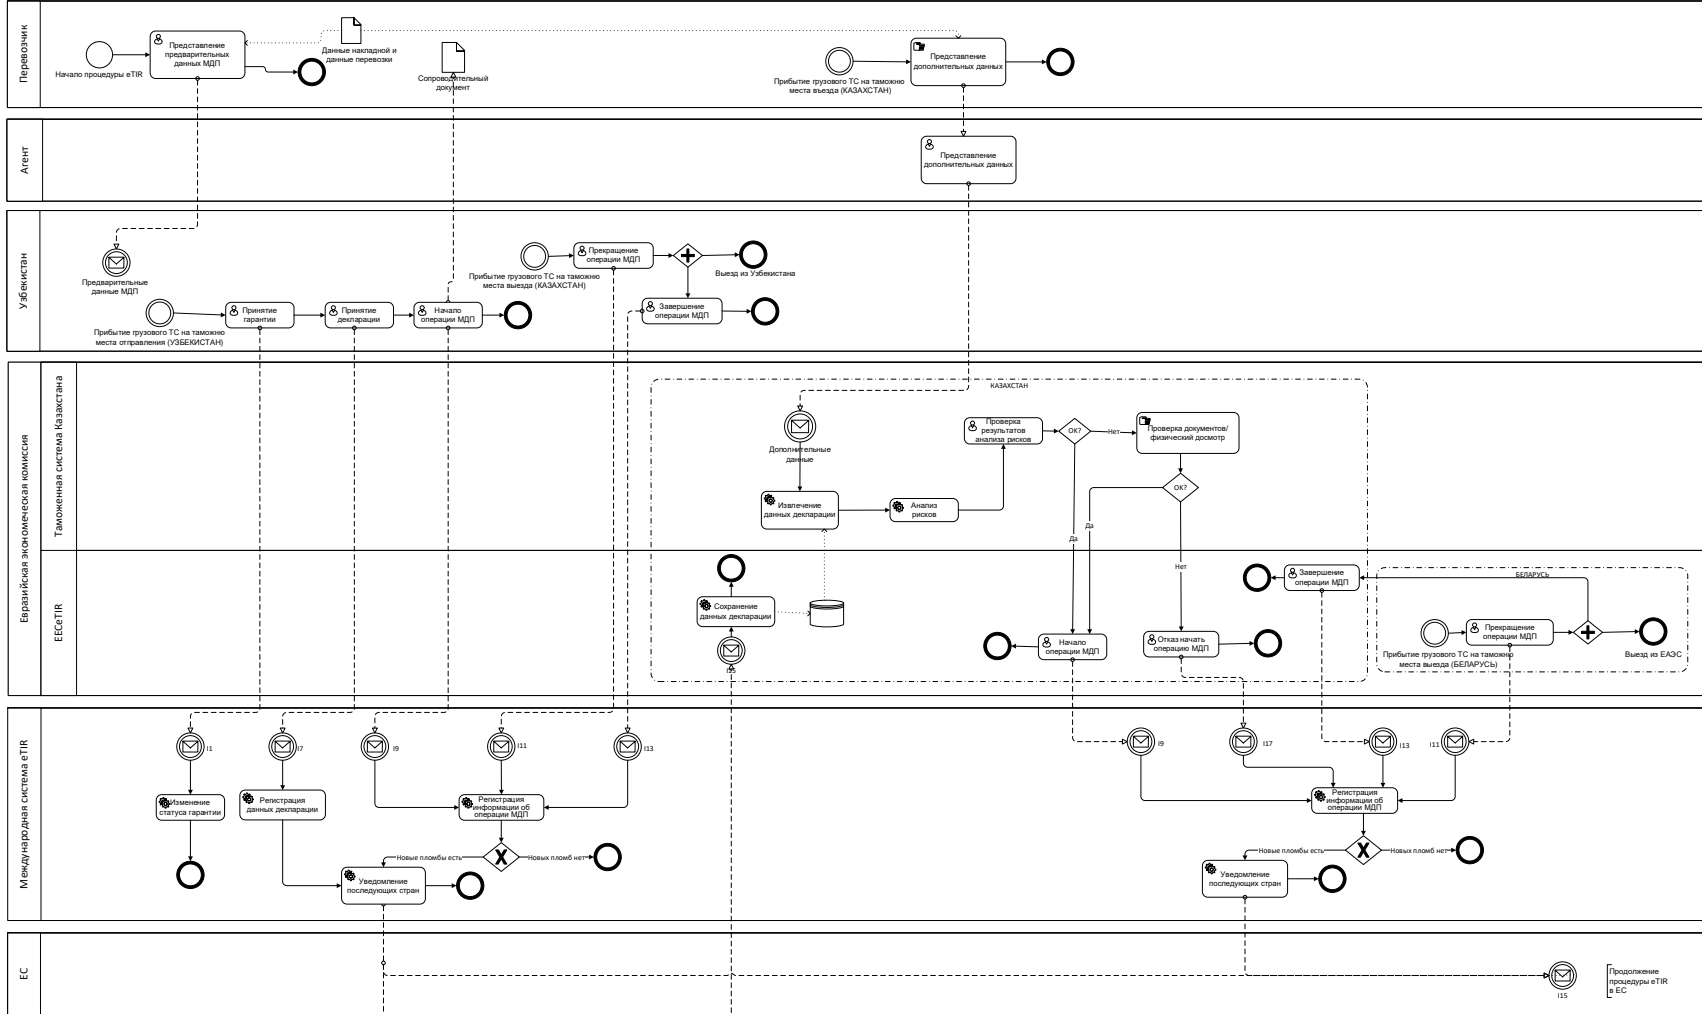 Перевозчик
Начало процедуры eTIR
Представление
предварительных
данных МДП
Данные накладной и
данные перевозки
Сопроводительный
документ
Прибытие грузового ТС на таможню
места въезда (КАЗАХСТАН)
Представление
дополнительных данных
Агент
Представление
дополнительных данных
Узбекистан
Предварительные
данные МДП
Прибытие грузового ТС на таможню
места отправления (УЗБЕКИСТАН)
Принятие
гарантии
Принятие
декларации
Начало
операции МДП
Прибытие грузового ТС на таможню
места выезда (КАЗАХСТАН)
Прекращение
операции МДП
Выезд из Узбекистана
Завершение
операции МДП
Евразийская экономеческая комиссия
Таможенная система Казахстана
КАЗАХСТАН
Дополнительные
данные
Извлечение
данных декларации
Анализ
рисков
Проверка
результатов
анализа рисков
ОК?
Нет
Проверка документов/
физический досмотр
ОК?
Да
Да
Нет
EECeTIR
Сохранение
данных декларации
I15
Начало
операции МДП
Отказ начать
операцию МДП
Завершение
операции МДП
БЕЛАРУСЬ
Прибытие грузового ТС на таможню
места выезда (БЕЛАРУСЬ)
Прекращение
операции МДП
Выезд из ЕАЭС
Международная система eTIR
I1
I7
I9
I11
I13
Изменение
статуса гарантии
Регистрация
данных декларации
Регистрация
информации об
операции МДП
Новые пломбы есть
Новых пломб нет
Уведомление
последующих стран
I9
I17
I13
I11
Регистрация
информации об
операции МДП
Новые пломбы есть
Новых пломб нет
Уведомление
последующих стран
ЕС
I15
Продолжение
процедуры eTIR
в ЕС